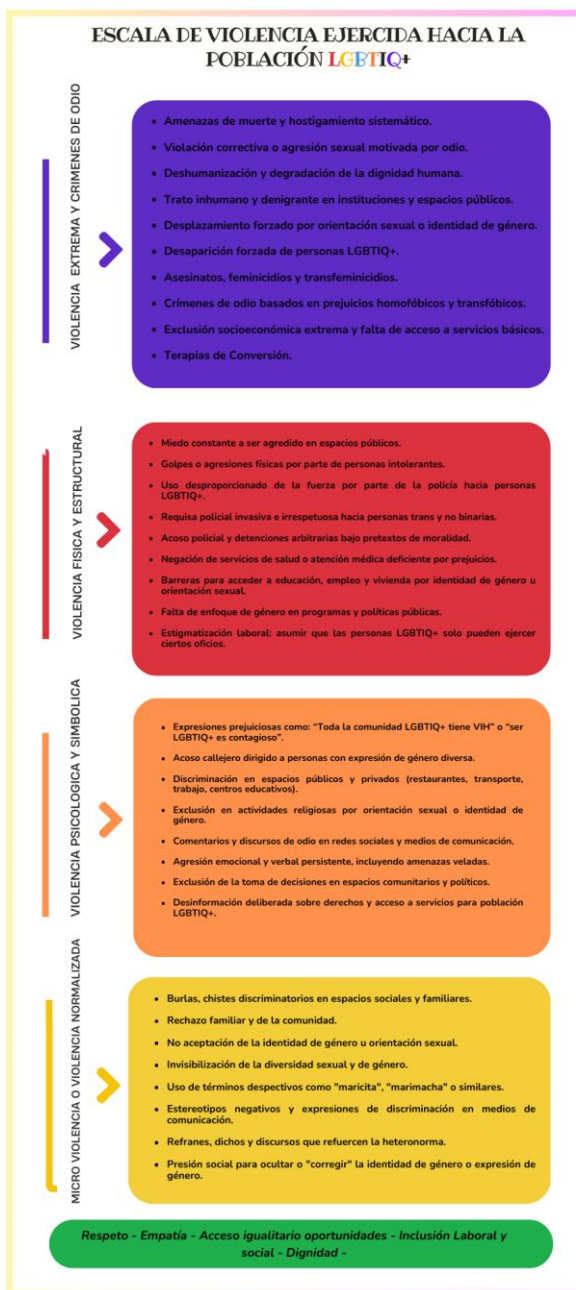 ESCALA DE VIOLENCIA EJERCIDA HACIA LA
POBLACIÓN LGBTIQ+
VIOLENCIA EXTREMA Y CRIMENES DE ODIO
• Amenazas de muerte y hostigamiento sistemático.
• Violación correctiva o agresión sexual motivada por odio.
• Deshumanización y degradación de la dignidad humana.
• Trato inhumano y denigrante en instituciones y espacios públicos.
• Desplazamiento forzado por orientación sexual o identidad de género.
• Desaparición forzada de personas LGBTIQ+.
• Asesinatos, feminicidios y transfeminicidios.
• Crímenes de odio basados en prejuicios homofóbicos y transfóbicos.
• Exclusión socioeconómica extrema y falta de acceso a servicios básicos.
• Terapias de Conversión.
VIOLENCIA FISICA Y ESTRUCTURAL
• Miedo constante a ser agredido en espacios públicos.
• Golpes o agresiones físicas por parte de personas intolerantes.
• Uso desproporcionado de la fuerza por parte de la policía hacia personas
LGBTIQ+.
• Requisa policial invasiva e irrespetuosa hacia personas trans y no binarias.
• Acoso policial y detenciones arbitrarias bajo pretextos de moralidad.
• Negación de servicios de salud o atención médica deficiente por prejuicios.
• Barreras para acceder a educación, empleo y vivienda por identidad de género u
orientación sexual.
• Falta de enfoque de género en programas y políticas públicas.
• Estigmatización laboral: asumir que las personas LGBTIQ+ solo pueden ejercer
ciertos oficios.
VIOLENCIA PSICOLOGICA Y SIMBOLICA
• Expresiones prejuiciosas como: “Toda la comunidad LGBTIQ+ tiene VIH” o “ser
LGBTIQ+ es contagioso”.
• Acoso callejero dirigido a personas con expresión de género diversa.
• Discriminación en espacios públicos y privados (restaurantes, transporte,
trabajo, centros educativos).
• Exclusión en actividades religiosas por orientación sexual o identidad de
género.
• Comentarios y discursos de odio en redes sociales y medios de comunicación.
• Agresión emocional y verbal persistente, incluyendo amenazas veladas.
• Exclusión de la toma de decisiones en espacios comunitarios y políticos.
• Desinformación deliberada sobre derechos y acceso a servicios para población
LGBTIQ+.
MICRO VIOLENCIA O VIOLENCIA NORMALIZADA
• Burlas, chistes discriminatorios en espacios sociales y familiares.
• Rechazo familiar y de la comunidad.
• No aceptación de la identidad de género u orientación sexual.
• Invisibilización de la diversidad sexual y de género.
• Uso de términos despectivos como "maricita", "marimacha" o similares.
• Estereotipos negativos y expresiones de discriminación en medios de
comunicación.
• Refranes, dichos y discursos que refuercen la heteronorma.
• Presión social para ocultar o "corregir" la identidad de género o expresión de
género.
Respeto - Empatía - Acceso igualitario oportunidades - Inclusión Laboral y
social - Dignidad -